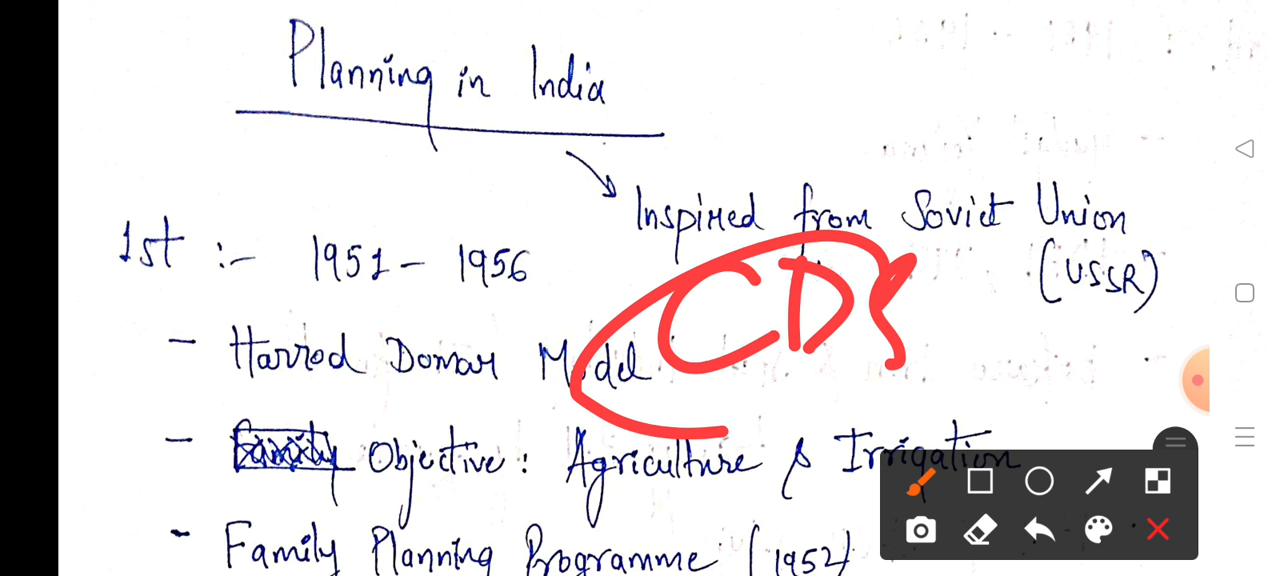 Planning in India
Inspired from Soviet Union
(USSR)
1st :- 1951 - 1956
CDS
- Harrod Domar Model
- Objective : Agriculture & Irrigation
- Family Planning Programme (1952)